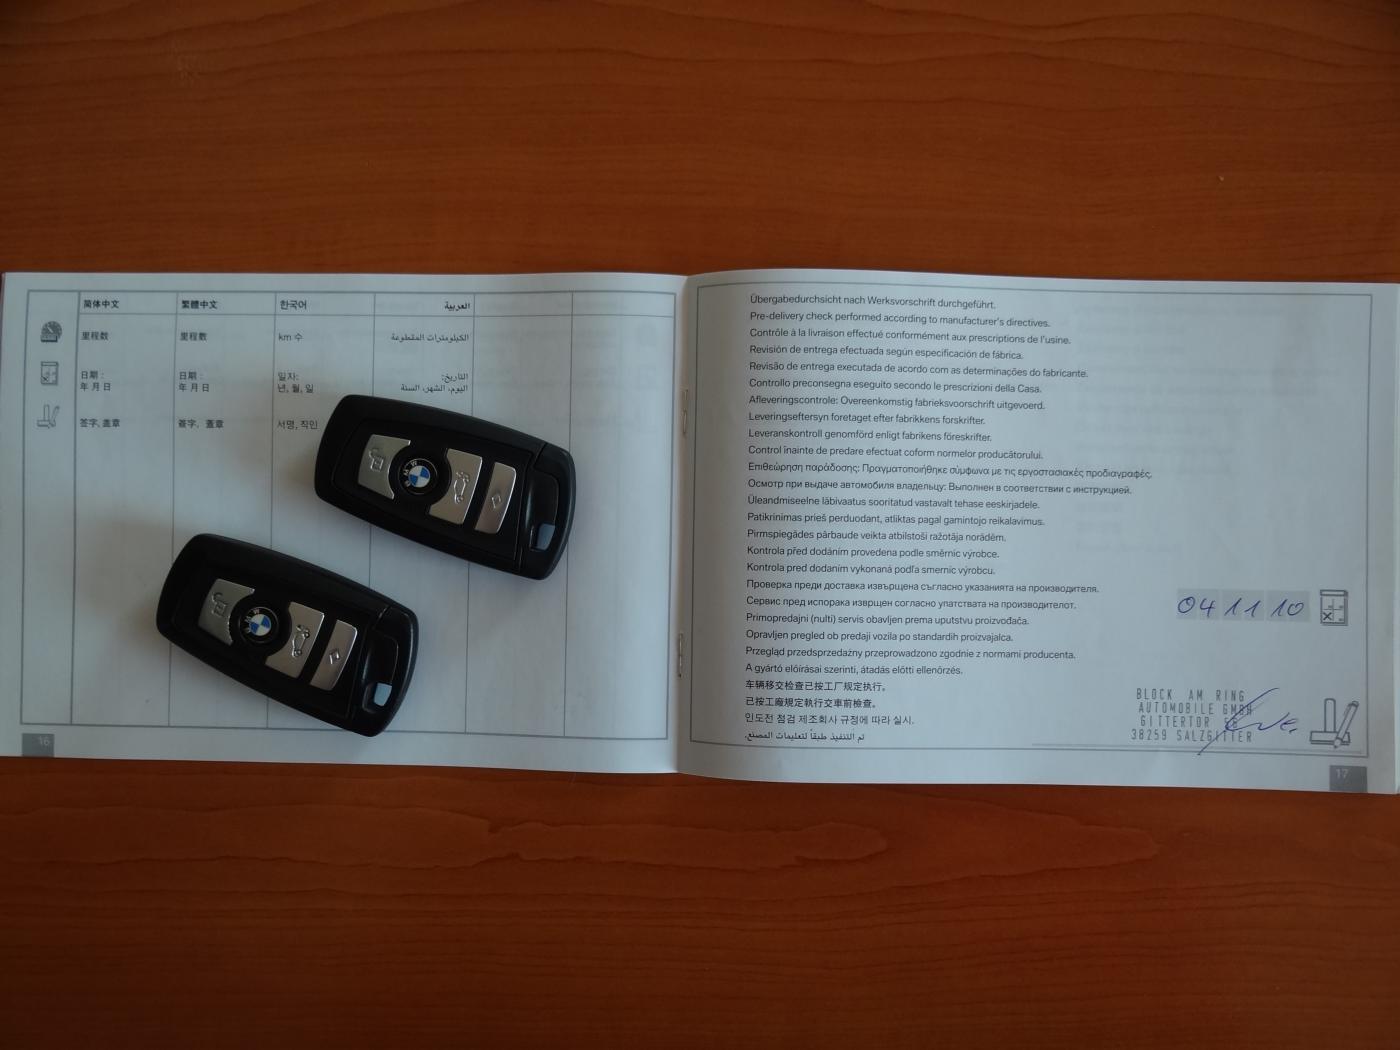 简体中文 繁體中文 한국어 العربية
里程数 里程數 km 수 الكيلومترات المقطوعة
日期： 日期： 일자: التاريخ:
年 月 日 年 月 日 년, 월, 일 اليوم، الشهر، السنة
签字, 盖章 簽字, 蓋章 서명, 직인
BMW
BMW
16
Übergabedurchsicht nach Werksvorschrift durchgeführt.
Pre-delivery check performed according to manufacturer's directives.
Contrôle à la livraison effectué conformément aux prescriptions de l'usine.
Revisión de entrega efectuada según especificación de fábrica.
Revisão de entrega executada de acordo com as determinações do fabricante.
Controllo preconsegna eseguito secondo le prescrizioni della Casa.
Afleveringscontrole: Overeenkomstig fabrieksvoorschrift uitgevoerd.
Leveringseftersyn foretaget efter fabrikkens forskrifter.
Leveranskontroll genomförd enligt fabrikens föreskrifter.
Control înainte de predare efectuat coform normelor producătorului.
Επιθεώρηση παράδοσης: Πραγματοποιήθηκε σύμφωνα με τις εργοστασιακές προδιαγραφές.
Осмотр при выдаче автомобиля владельцу: Выполнен в соответствии с инструкцией.
Üleandmiseelne läbivaatus sooritatud vastavalt tehase eeskirjadele.
Patikrinimas prieš perduodant, atliktas pagal gamintojo reikalavimus.
Pirmspiegādes pārbaude veikta atbilstoši ražotāja norādēm.
Kontrola před dodáním provedena podle směrnic výrobce.
Kontrola pred dodaním vykonaná podľa smerníc výrobcu.
Проверка преди доставка извършена съгласно указанията на производителя.
Сервис пред испорака извршен согласно упатствата на производителот.
Primopredajni (nulti) servis obavljen prema uputstvu proizvođača.
Opravljen pregled ob predaji vozila po standardih proizvajalca.
Przegląd przedsprzedażny przeprowadzono zgodnie z normami producenta.
A gyártó előírásai szerinti, átadás előtti ellenőrzés.
车辆移交检查已按工厂规定执行。
已按工廠規定執行交車前檢查。
인도전 점검 제조회사 규정에 따라 실시.
تم التنفيذ طبقاً لتعليمات المصنع.
04 11 10
BLOCK AM RING
AUTOMOBILE GMBH
GITTERTOR
38259 SALZGITTER
17